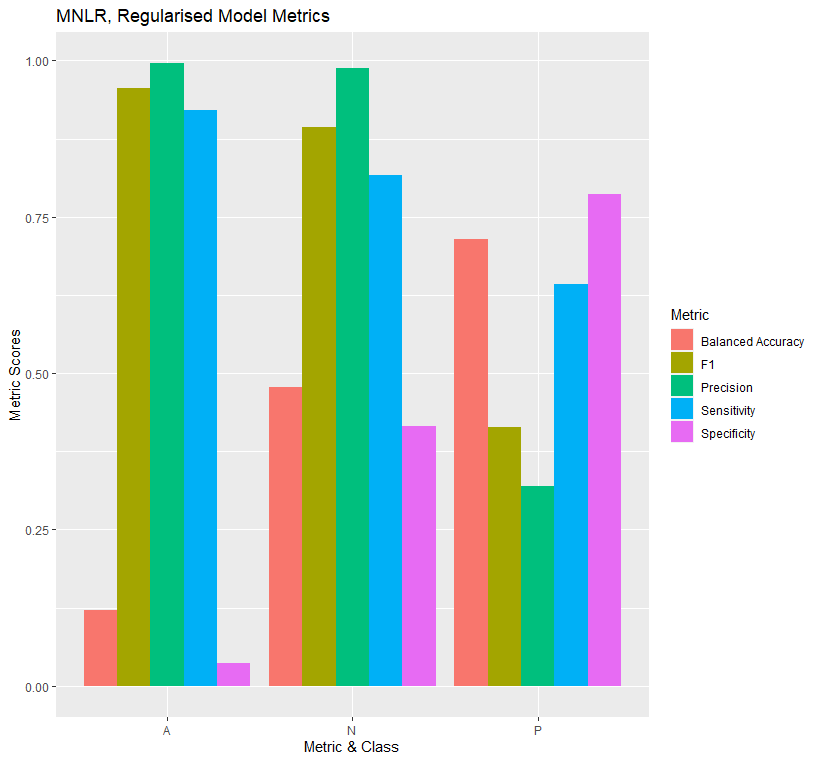 MNLR, Regularised Model Metrics
1.00
0.75
0.50
0.25
0.00
Metric Scores
A N P
Metric & Class
Metric
Balanced Accuracy
F1
Precision
Sensitivity
Specificity